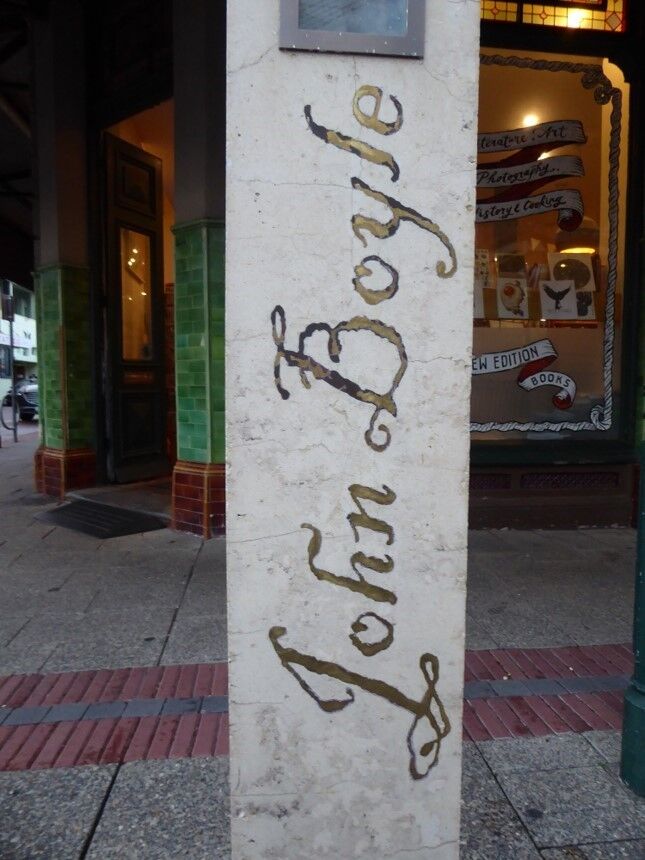 John Boyle
Literature. Art
Photography..
History & Cooking
NEW EDITION
BOOKS